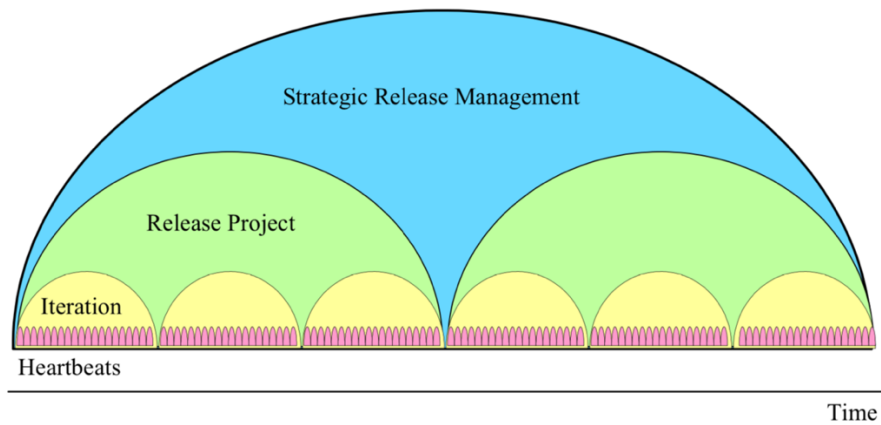 Strategic Release Management
Release Project
Iteration
Heartbeats
Time